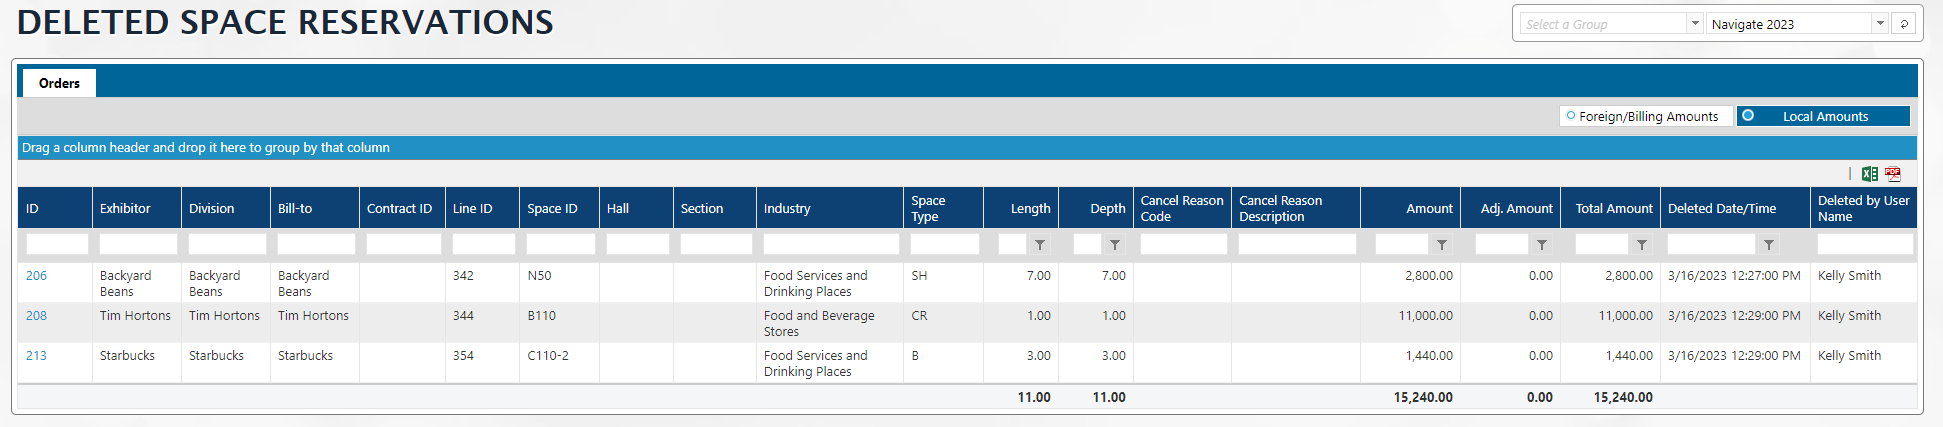 DELETED SPACE RESERVATIONS
Select a Group
Navigate 2023
Orders
Foreign/Billing Amounts
Local Amounts
Drag a column header and drop it here to group by that column
PDF
ID Exhibitor Division Bill-to Contract ID Line ID Space ID Hall Section Industry Space Type Length Depth Cancel Reason Code Cancel Reason Description Amount Adj. Amount Total Amount Deleted Date/Time Deleted by User Name
206 Backyard Beans Backyard Beans Backyard Beans 342 N50 Food Services and Drinking Places SH 7.00 7.00 2,800.00 0.00 2,800.00 3/16/2023 12:27:00 PM Kelly Smith
208 Tim Hortons Tim Hortons Tim Hortons 344 B110 Food and Beverage Stores CR 1.00 1.00 11,000.00 0.00 11,000.00 3/16/2023 12:29:00 PM Kelly Smith
213 Starbucks Starbucks Starbucks 354 C110-2 Food Services and Drinking Places B 3.00 3.00 1,440.00 0.00 1,440.00 3/16/2023 12:29:00 PM Kelly Smith
11.00 11.00 15,240.00 0.00 15,240.00